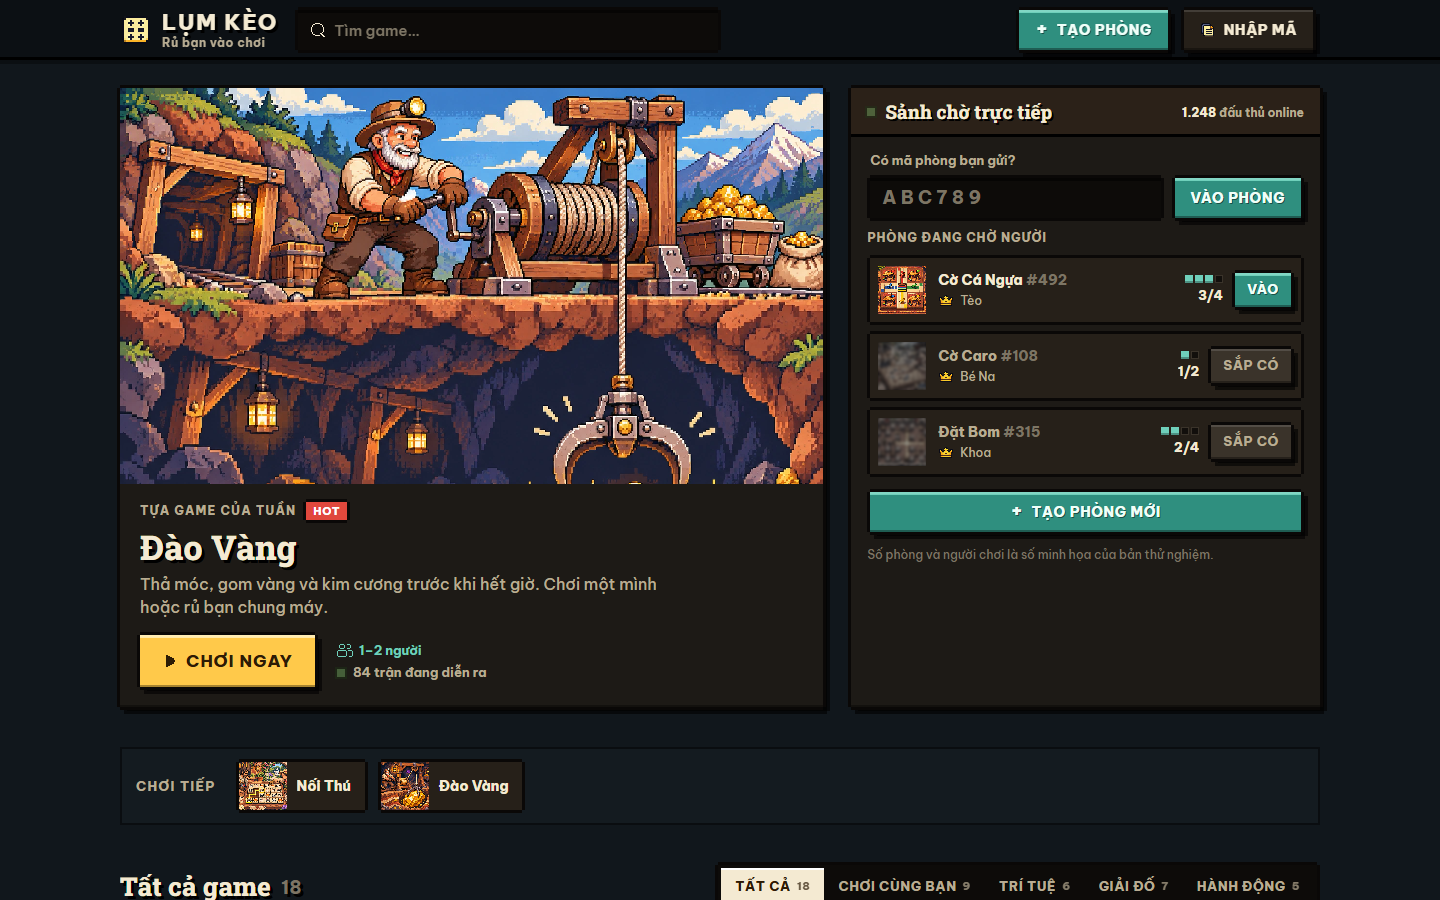 LỤM KÈO
Rủ bạn vào chơi
Tìm game...
+ TẠO PHÒNG
NHẬP MÃ
Sảnh chờ trực tiếp
1.248 đấu thủ online
Có mã phòng bạn gửi?
ABC789
VÀO PHÒNG
PHÒNG ĐANG CHỜ NGƯỜI
Cờ Cá Ngựa #492
Tèo
3/4
VÀO
Cờ Caro #108
Bé Na
1/2
SẮP CÓ
Đặt Bom #315
Khoa
2/4
SẮP CÓ
+ TẠO PHÒNG MỚI
Số phòng và người chơi là số minh họa của bản thử nghiệm.
TỰA GAME CỦA TUẦN HOT
Đào Vàng
Thả móc, gom vàng và kim cương trước khi hết giờ. Chơi một mình
hoặc rủ bạn chung máy.
CHƠI NGAY
1–2 người
84 trận đang diễn ra
CHƠI TIẾP
Nối Thú
Đào Vàng
Tất cả game 18
TẤT CẢ 18
CHƠI CÙNG BẠN 9
TRÍ TUỆ 6
GIẢI ĐỐ 7
HÀNH ĐỘNG 5